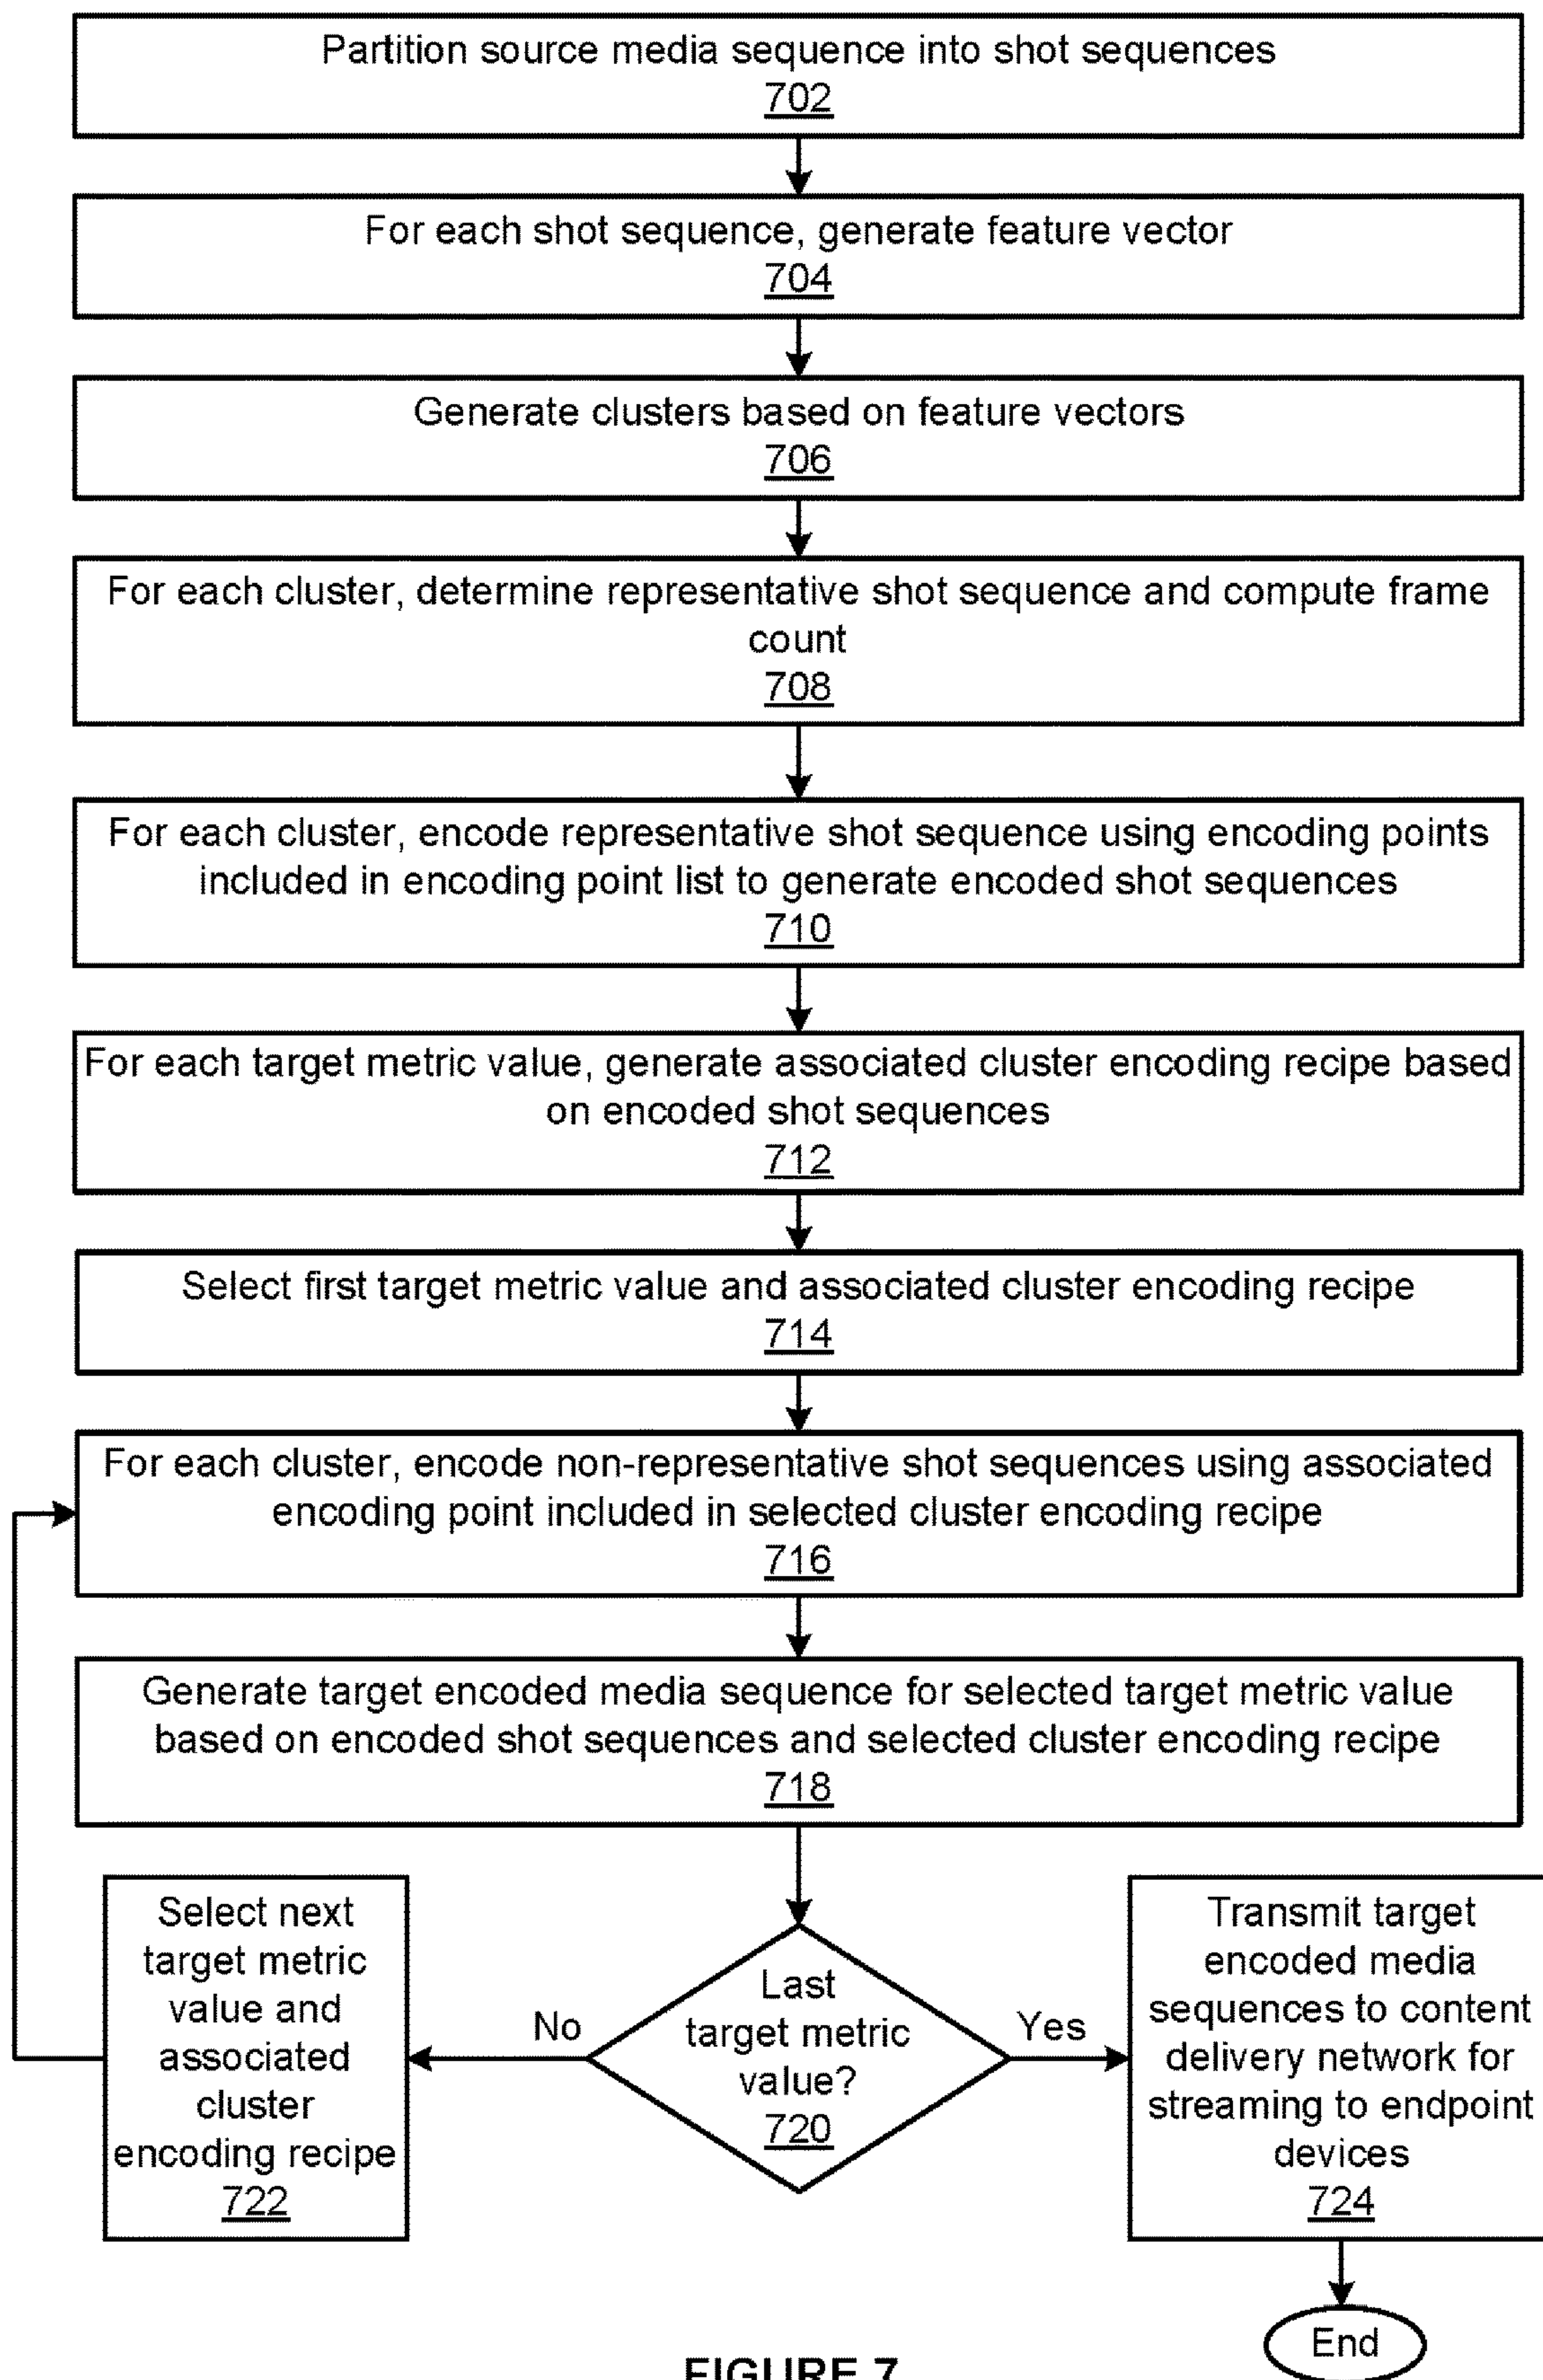 Partition source media sequence into shot sequences
702
For each shot sequence, generate feature vector
704
Generate clusters based on feature vectors
706
For each cluster, determine representative shot sequence and compute frame
count
708
For each cluster, encode representative shot sequence using encoding points
included in encoding point list to generate encoded shot sequences
710
For each target metric value, generate associated cluster encoding recipe based
on encoded shot sequences
712
Select first target metric value and associated cluster encoding recipe
714
For each cluster, encode non-representative shot sequences using associated
encoding point included in selected cluster encoding recipe
716
Generate target encoded media sequence for selected target metric value
based on encoded shot sequences and selected cluster encoding recipe
718
Select next
target metric
value and
associated
cluster
encoding recipe
722
No
Last
target metric
value?
720
Yes
Transmit target
encoded media
sequences to content
delivery network for
streaming to endpoint
devices
724
End
FIGURE 7